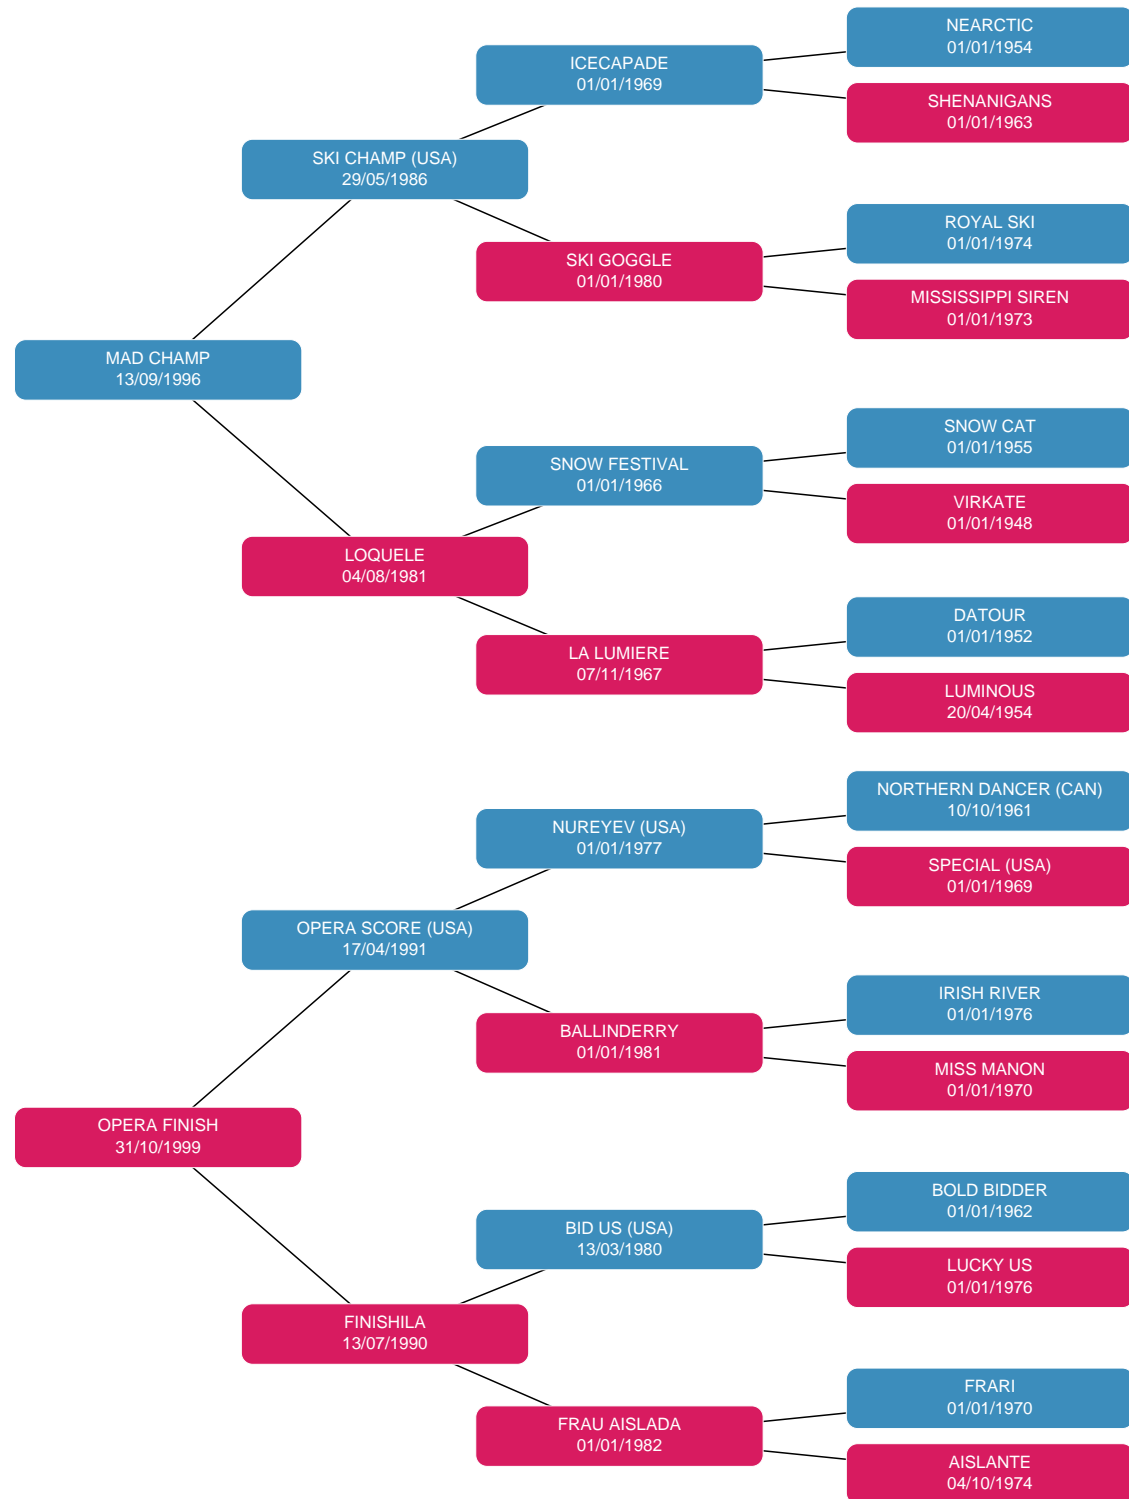 NEARCTIC
01/01/1954
ICECAPADE
01/01/1969
SHENANIGANS
01/01/1963
SKI CHAMP (USA)
29/05/1986
ROYAL SKI
01/01/1974
SKI GOGGLE
01/01/1980
MISSISSIPPI SIREN
01/01/1973
MAD CHAMP
13/09/1996
SNOW CAT
01/01/1955
SNOW FESTIVAL
01/01/1966
VIRKATE
01/01/1948
LOQUELE
04/08/1981
DATOUR
01/01/1952
LA LUMIERE
07/11/1967
LUMINOUS
20/04/1954
NORTHERN DANCER (CAN)
10/10/1961
NUREYEV (USA)
01/01/1977
SPECIAL (USA)
01/01/1969
OPERA SCORE (USA)
17/04/1991
IRISH RIVER
01/01/1976
BALLINDERRY
01/01/1981
MISS MANON
01/01/1970
OPERA FINISH
31/10/1999
BOLD BIDDER
01/01/1962
BID US (USA)
13/03/1980
LUCKY US
01/01/1976
FINISHILA
13/07/1990
FRARI
01/01/1970
FRAU AISLADA
01/01/1982
AISLANTE
04/10/1974